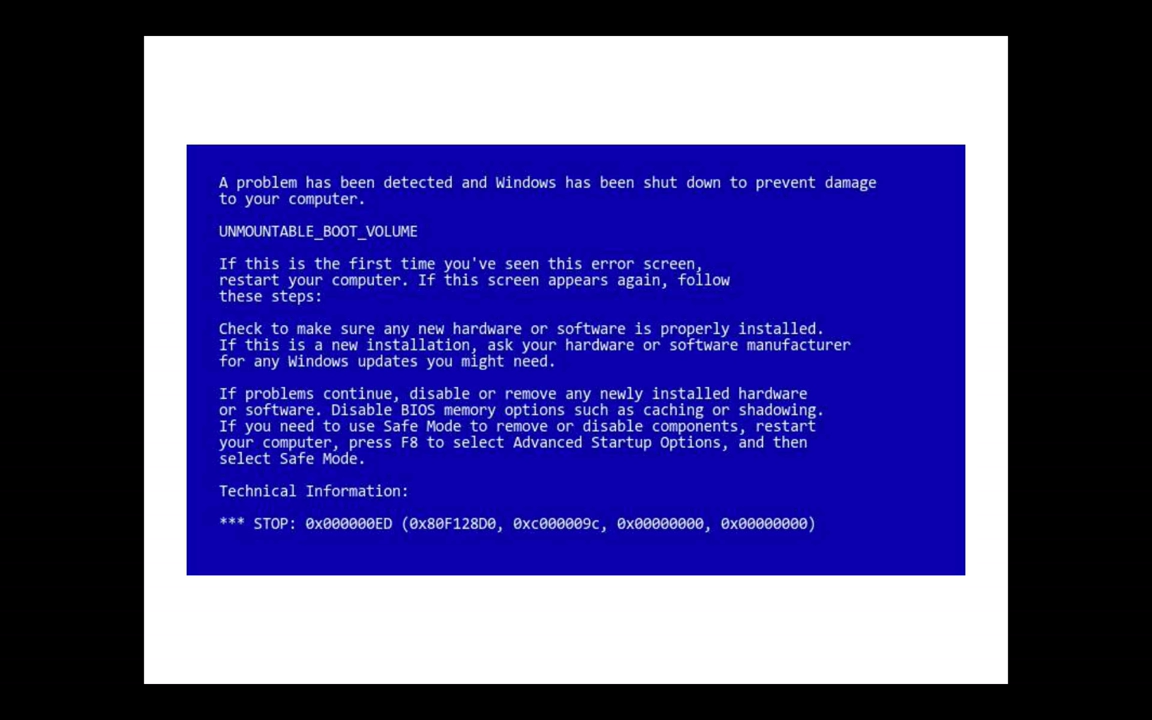 A problem has been detected and Windows has been shut down to prevent damage
to your computer.
UNMOUNTABLE_BOOT_VOLUME
If this is the first time you've seen this error screen,
restart your computer. If this screen appears again, follow
these steps:
Check to make sure any new hardware or software is properly installed.
If this is a new installation, ask your hardware or software manufacturer
for any Windows updates you might need.
If problems continue, disable or remove any newly installed hardware
or software. Disable BIOS memory options such as caching or shadowing.
If you need to use Safe Mode to remove or disable components, restart
your computer, press F8 to select Advanced Startup Options, and then
select Safe Mode.
Technical Information:
*** STOP: 0x000000ED (0x80F128D0, 0xc000009c, 0x00000000, 0x00000000)